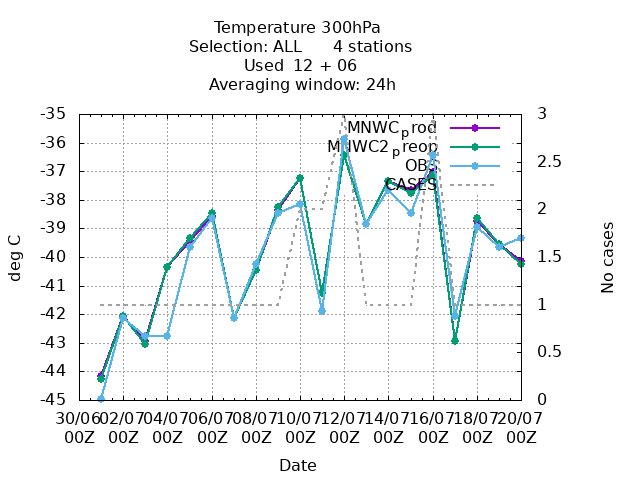 Temperature 300hPa
Selection: ALL 4 stations
Used 12 + 06
Averaging window: 24h
-35 3
MNWCprod
-36
MNWC2preop 2.5
-37 OBS
-38 CASES
2
-39
-40 1.5
-41
-42 1
-43
0.5
-44
-45 0
deg C
No cases
30/06 02/07 04/07 06/07 08/07 10/07 12/07 14/07 16/07 18/07 20/07
00Z 00Z 00Z 00Z 00Z 00Z 00Z 00Z 00Z 00Z 00Z
Date